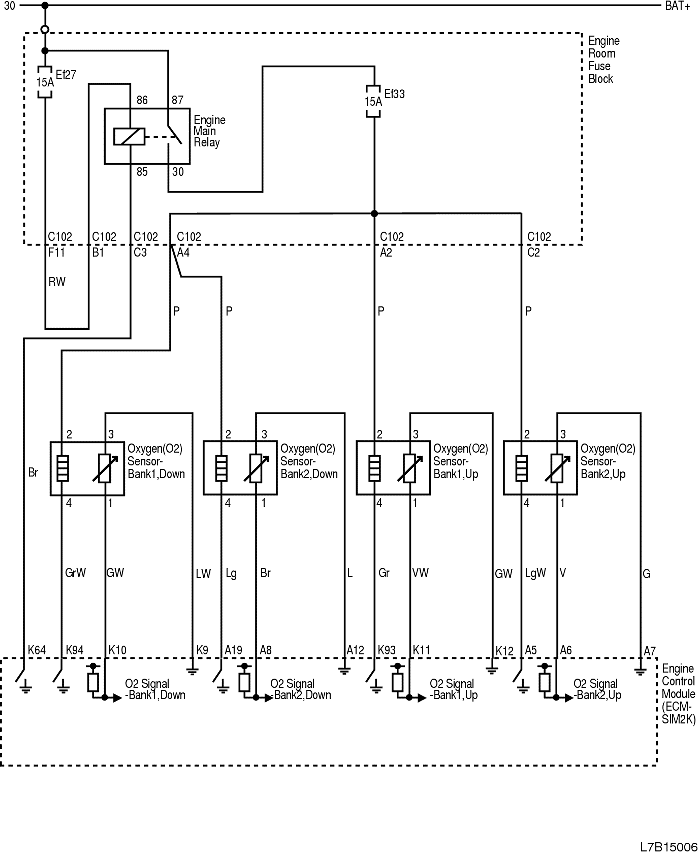 30
BAT+
Engine
Room
Fuse
Block
Ef27
15A
Ef33
15A
86 87
Engine
Main
Relay
85 30
C102 C102 C102 C102 C102 C102
F11 B1 C3 A4 A2 C2
RW
P P P P
2 3 2 3 2 3 2 3
Oxygen(O2)
Sensor-
Bank1,Down
Oxygen(O2)
Sensor-
Bank2,Down
Oxygen(O2)
Sensor-
Bank1,Up
Oxygen(O2)
Sensor-
Bank2,Up
Br
4 1 4 1 4 1 4 1
GrW GW LW Lg Br L Gr VW GW LgW V G
K64 K94 K10 K9 A19 A8 A12 K93 K11 K12 A5 A6 A7
O2 Signal
-Bank1,Down
O2 Signal
-Bank2,Down
O2 Signal
-Bank1,Up
O2 Signal
-Bank2,Up
Engine
Control
Module
(ECM-
SIM2K)
L7B15006